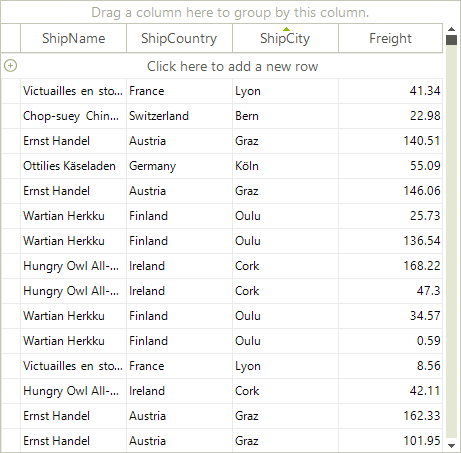 Drag a column here to group by this column.
ShipName ShipCountry ShipCity Freight
Click here to add a new row
Victuailles en sto... France Lyon 41.34
Chop-suey Chin... Switzerland Bern 22.98
Ernst Handel Austria Graz 140.51
Ottilies Käseladen Germany Köln 55.09
Ernst Handel Austria Graz 146.06
Wartian Herkku Finland Oulu 25.73
Wartian Herkku Finland Oulu 136.54
Hungry Owl All-... Ireland Cork 168.22
Hungry Owl All-... Ireland Cork 47.3
Wartian Herkku Finland Oulu 34.57
Wartian Herkku Finland Oulu 0.59
Victuailles en sto... France Lyon 8.56
Hungry Owl All-... Ireland Cork 42.11
Ernst Handel Austria Graz 162.33
Ernst Handel Austria Graz 101.95